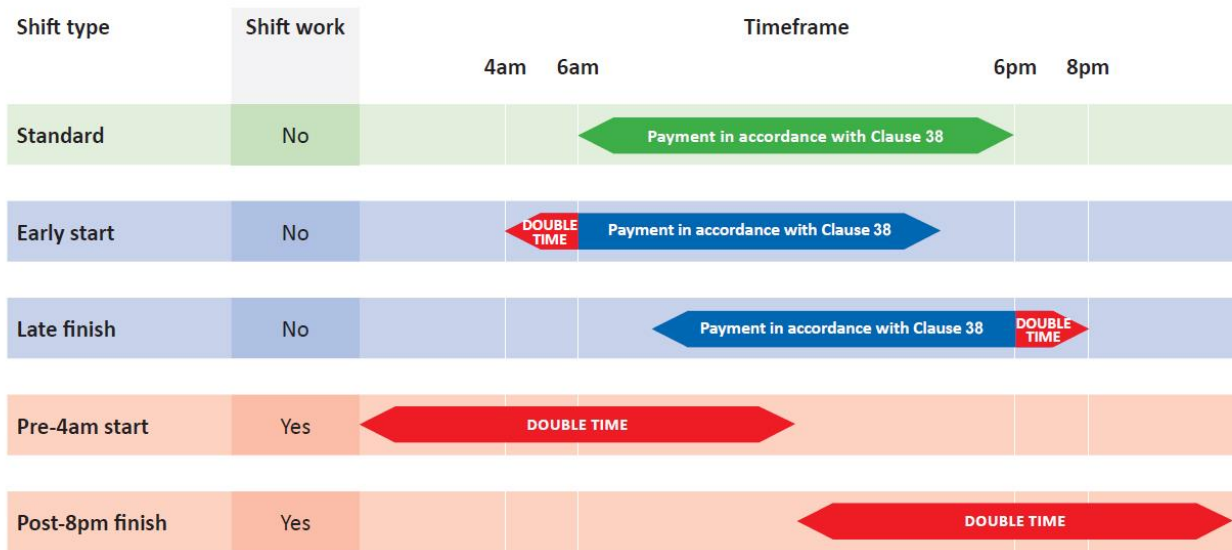 Shift type Shift work Timeframe
4am 6am 6pm 8pm
Standard No Payment in accordance with Clause 38
Early start No DOUBLE TIME Payment in accordance with Clause 38
Late finish No Payment in accordance with Clause 38 DOUBLE TIME
Pre-4am start Yes DOUBLE TIME
Post-8pm finish Yes DOUBLE TIME